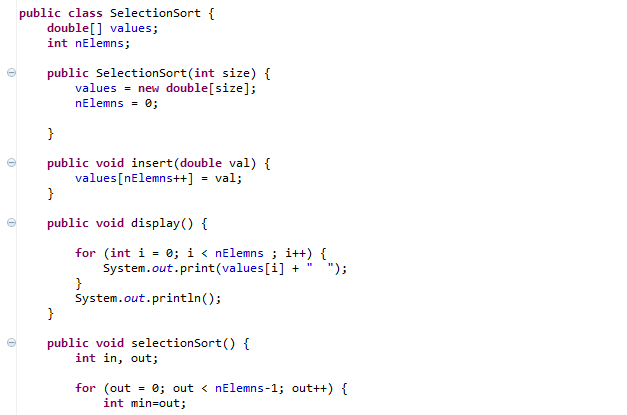 public class SelectionSort {
double[] values;
int nElemns;
public SelectionSort(int size) {
values = new double[size];
nElemns = 0;
}
public void insert(double val) {
values[nElemns++] = val;
}
public void display() {
for (int i = 0; i < nElemns ; i++) {
System.out.print(values[i] + "  ");
}
System.out.println();
}
public void selectionSort() {
int in, out;
for (out = 0; out < nElemns-1; out++) {
int min=out;